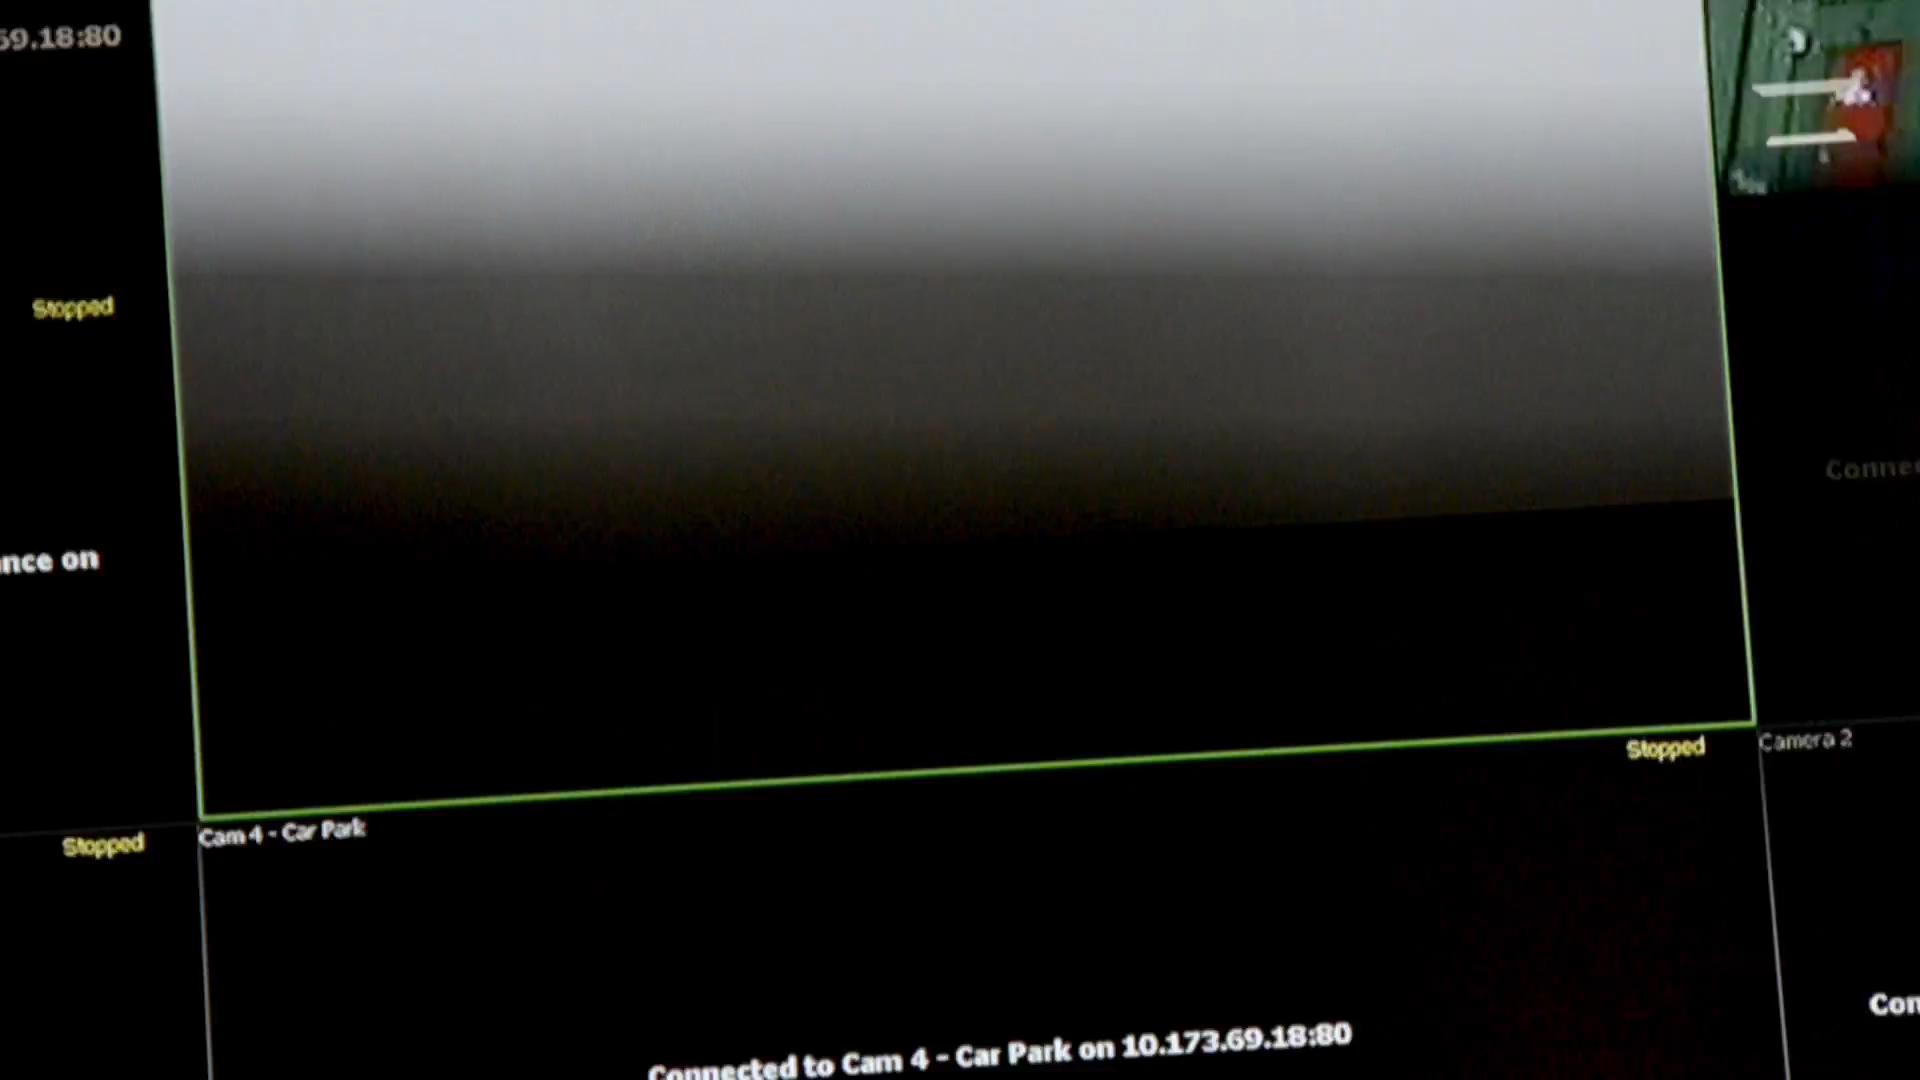 59.18:80
Stopped
Connec
nce on
Stopped
Camera 2
Cam 4 - Car Park
Stopped
Con
Connected to Cam 4 - Car Park on 10.173.69.18:80